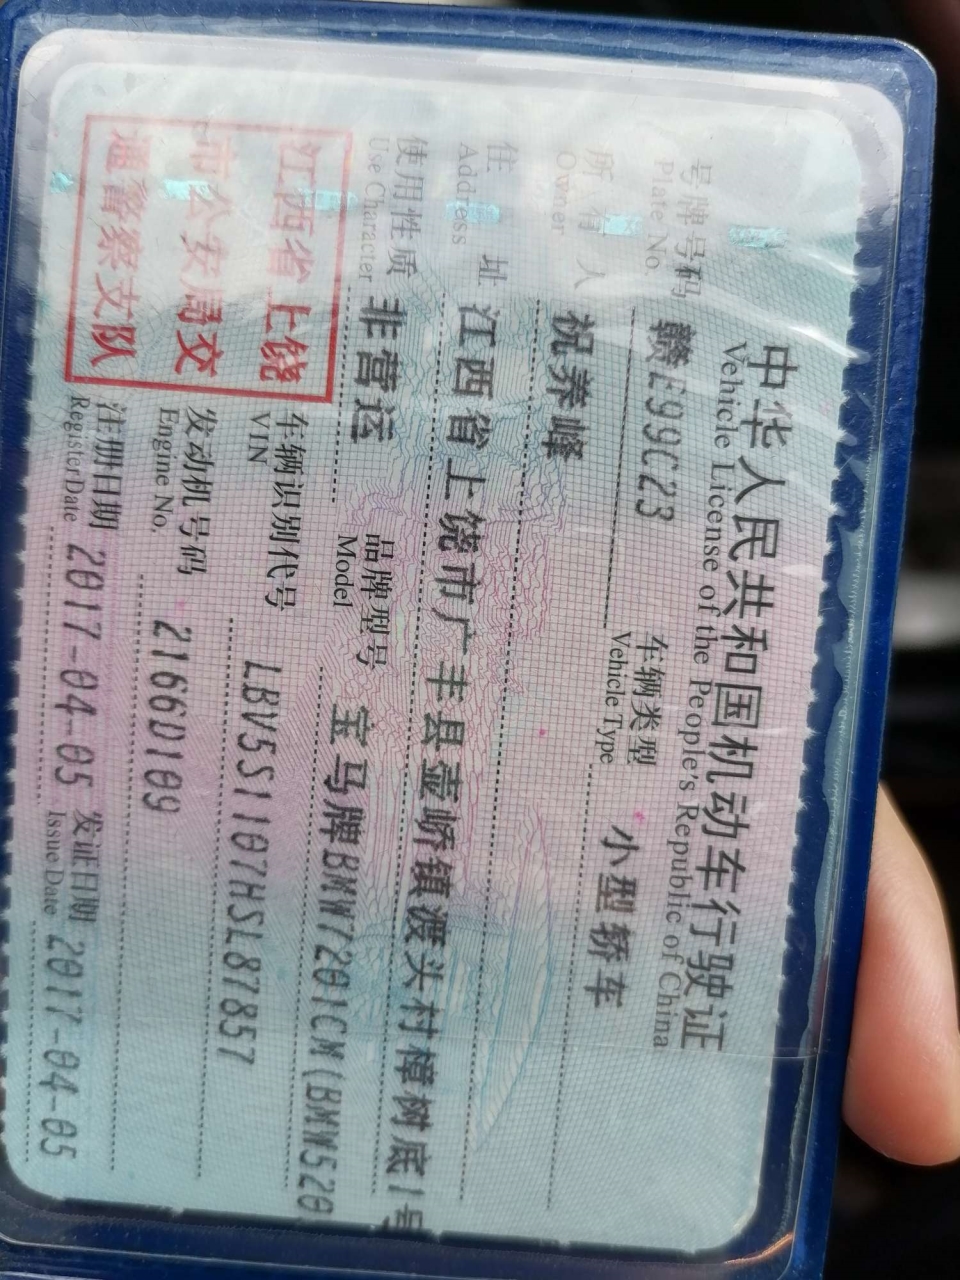 中华人民共和国机动车行驶证
Vehicle License of the People's Republic of China
号牌号码 赣E99C23 车辆类型 小型轿车
Plate No. Vehicle Type
所有人 祝养峰
Owner
住址 江西省上饶市广丰县壶峤镇渡头村樟树底1号
Address
使用性质 非营运 品牌型号 宝马牌BMW7201CM(BMW520
Use Character Model
江西省上饶
市公安局交
通警察支队
车辆识别代号 LBV5S1107HSL87857
VIN
发动机号码 2166D109
Engine No.
注册日期 2017-04-05 发证日期 2017-04-05
Register Date Issue Date